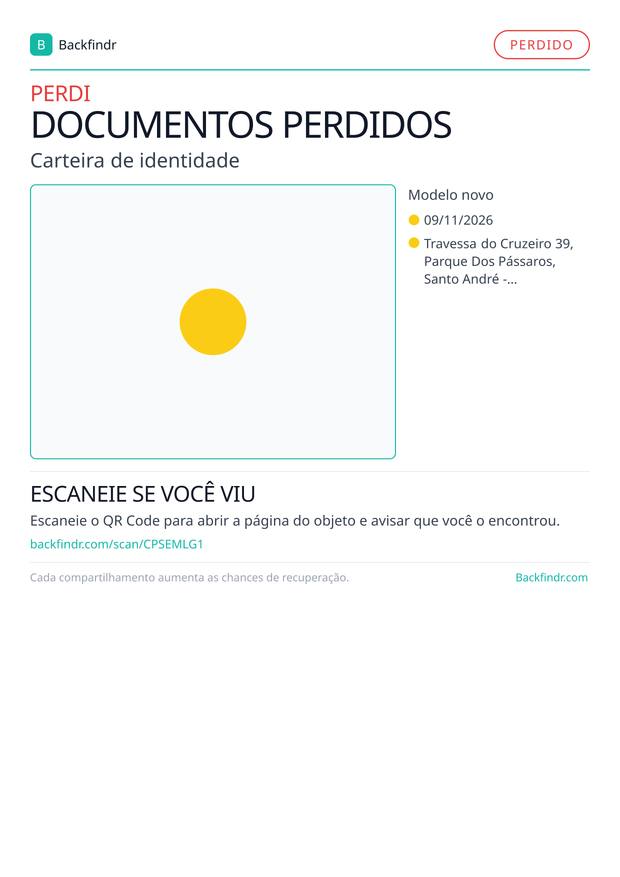 B Backfindr
PERDIDO
PERDI
DOCUMENTOS PERDIDOS
Carteira de identidade
Modelo novo
09/11/2026
Travessa do Cruzeiro 39,
Parque Dos Pássaros,
Santo André -...
ESCANEIE SE VOCÊ VIU
Escaneie o QR Code para abrir a página do objeto e avisar que você o encontrou.
backfindr.com/scan/CPSEMLG1
Cada compartilhamento aumenta as chances de recuperação.
Backfindr.com